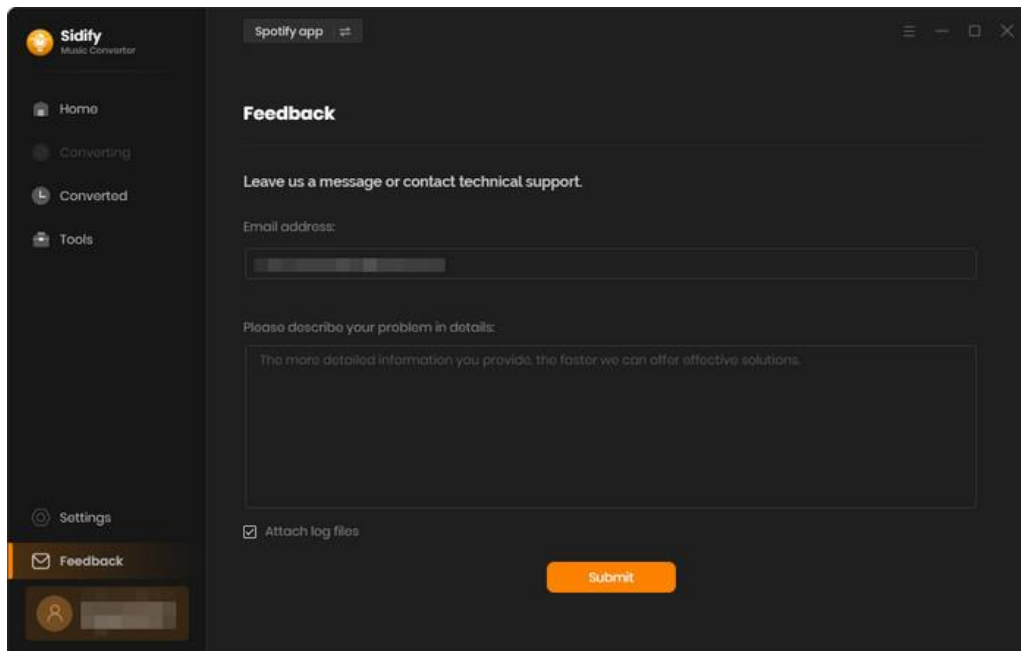 Sidify
Music Converter
Spotify app
Home
Converting
Converted
Tools
Feedback
Leave us a message or contact technical support.
Email address:
Please describe your problem in details:
The more detailed information you provide, the faster we can offer effective solutions.
Attach log files
Submit
Settings
Feedback